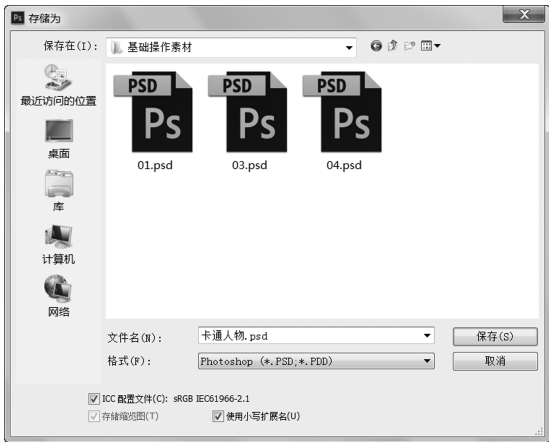 Ps 存储为
保存在(I): 基础操作素材
最近访问的位置
桌面
库
计算机
网络
PSD PSD PSD
Ps Ps Ps
01.psd 03.psd 04.psd
文件名(N): 卡通人物.psd 保存(S)
格式(F): Photoshop (*.PSD;*.PDD) 取消
ICC 配置文件(C): sRGB IEC61966-2.1
存储缩览图(T) 使用小写扩展名(U)